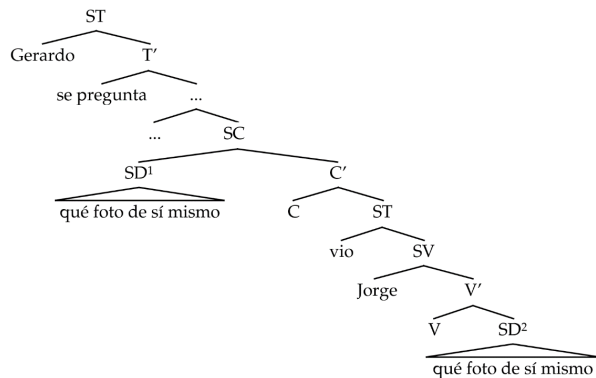 ST
Gerardo T′
se pregunta ...
... SC
SD¹ C′
qué foto de sí mismo C ST
vio SV
Jorge V′
V SD²
qué foto de sí mismo